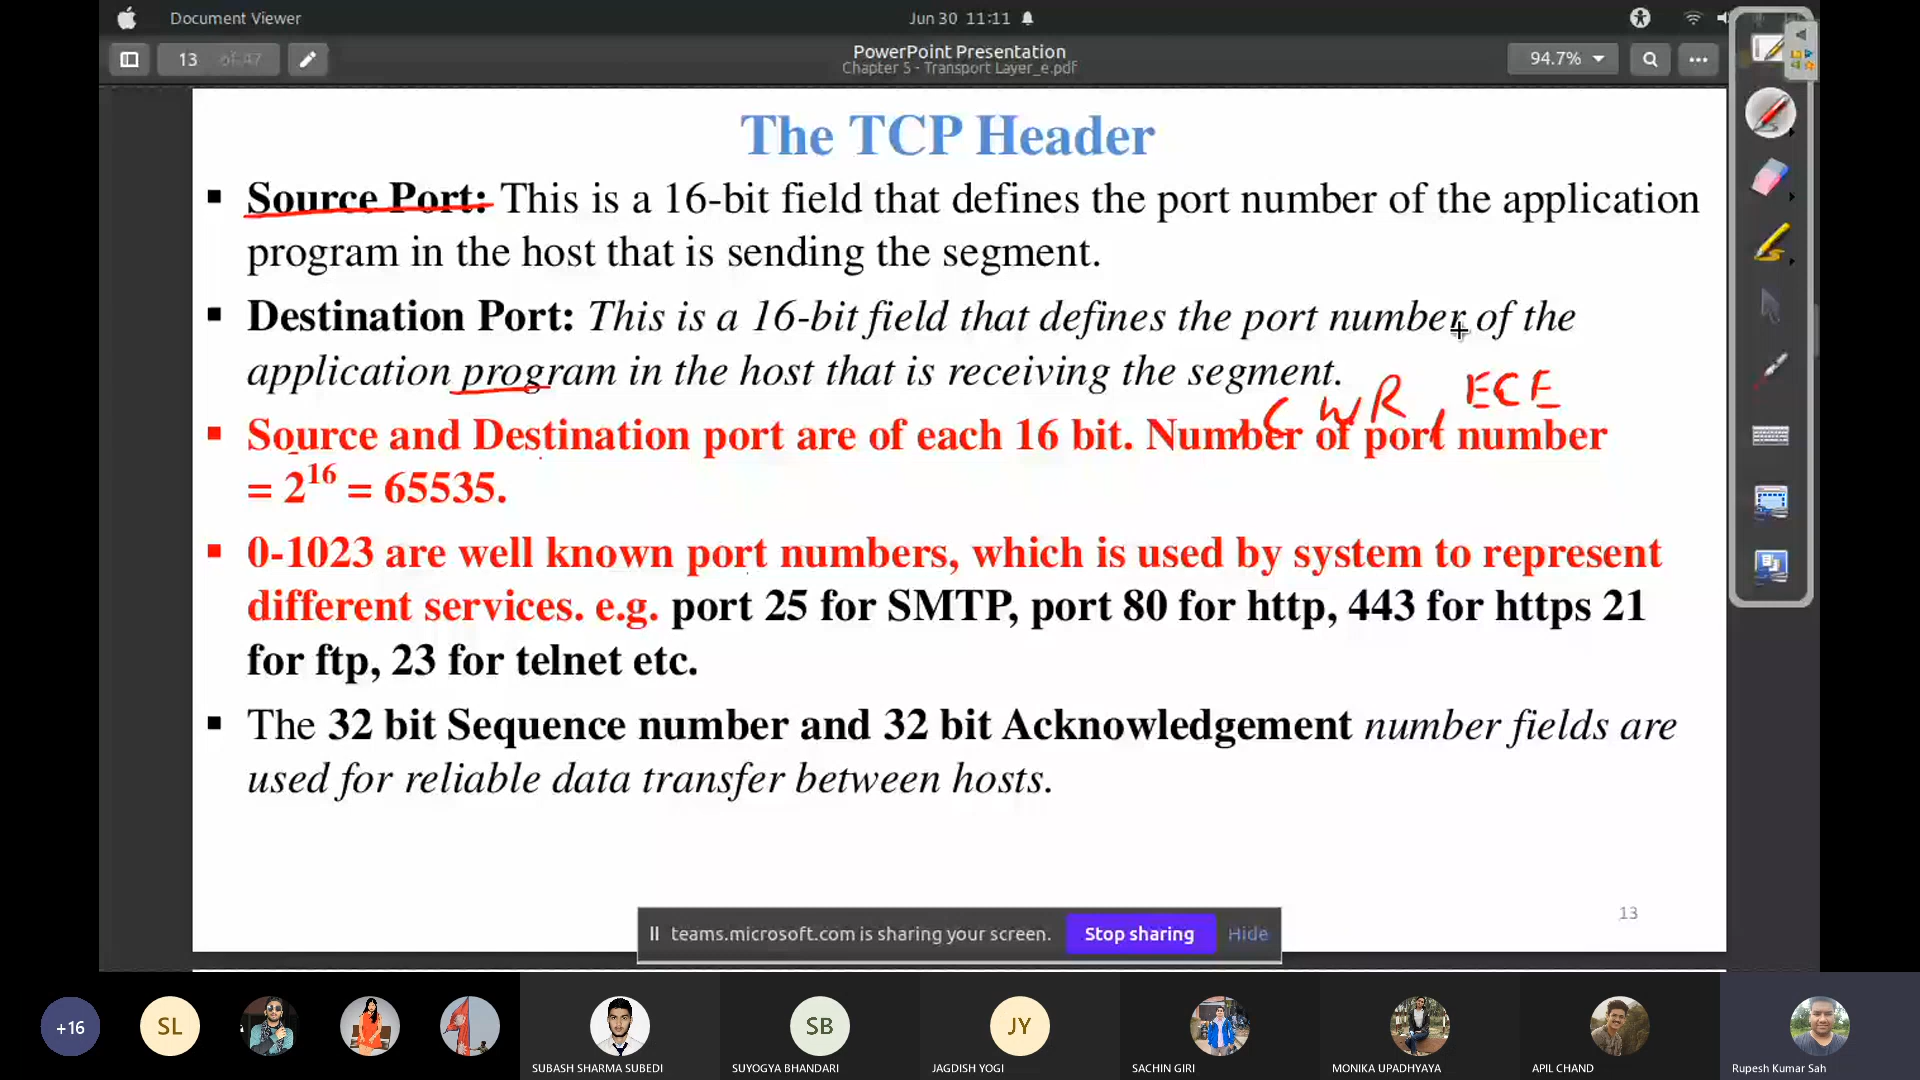 Document Viewer
Jun 30 11:11
13 of 47
PowerPoint Presentation
Chapter 5 - Transport Layer_e.pdf
94.7%
The TCP Header
▪ Source Port: This is a 16-bit field that defines the port number of the application
program in the host that is sending the segment.
▪ Destination Port: This is a 16-bit field that defines the port number of the
application program in the host that is receiving the segment.
, CWR, ECE
▪ Source and Destination port are of each 16 bit. Number of port number
= 2^16 = 65535.
▪ 0-1023 are well known port numbers, which is used by system to represent
different services. e.g. port 25 for SMTP, port 80 for http, 443 for https 21
for ftp, 23 for telnet etc.
▪ The 32 bit Sequence number and 32 bit Acknowledgement number fields are
used for reliable data transfer between hosts.
13
teams.microsoft.com is sharing your screen. Stop sharing Hide
+16 SL SB JY
SUBASH SHARMA SUBEDI SUYOGYA BHANDARI JAGDISH YOGI SACHIN GIRI MONIKA UPADHYAYA APIL CHAND Rupesh Kumar Sah